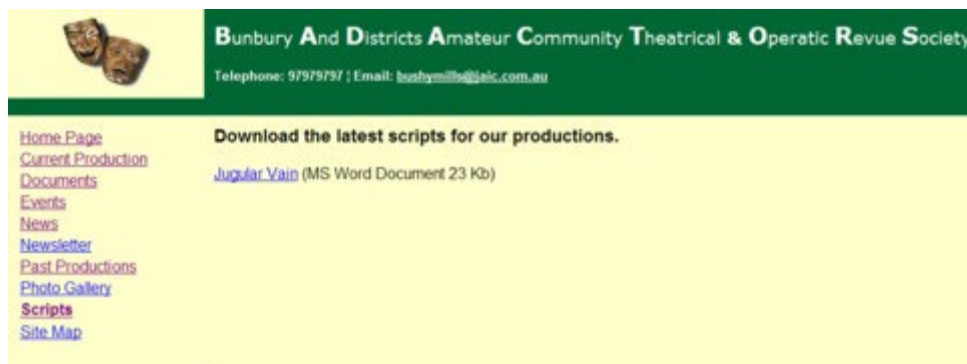 Bunbury And Districts Amateur Community Theatrical & Operatic Revue Society
Telephone: 97979797 ¦ Email: bushymills@jaic.com.au
Home Page
Current Production
Documents
Events
News
Newsletter
Past Productions
Photo Gallery
Scripts
Site Map
Download the latest scripts for our productions.
Jugular Vain (MS Word Document 23 Kb)